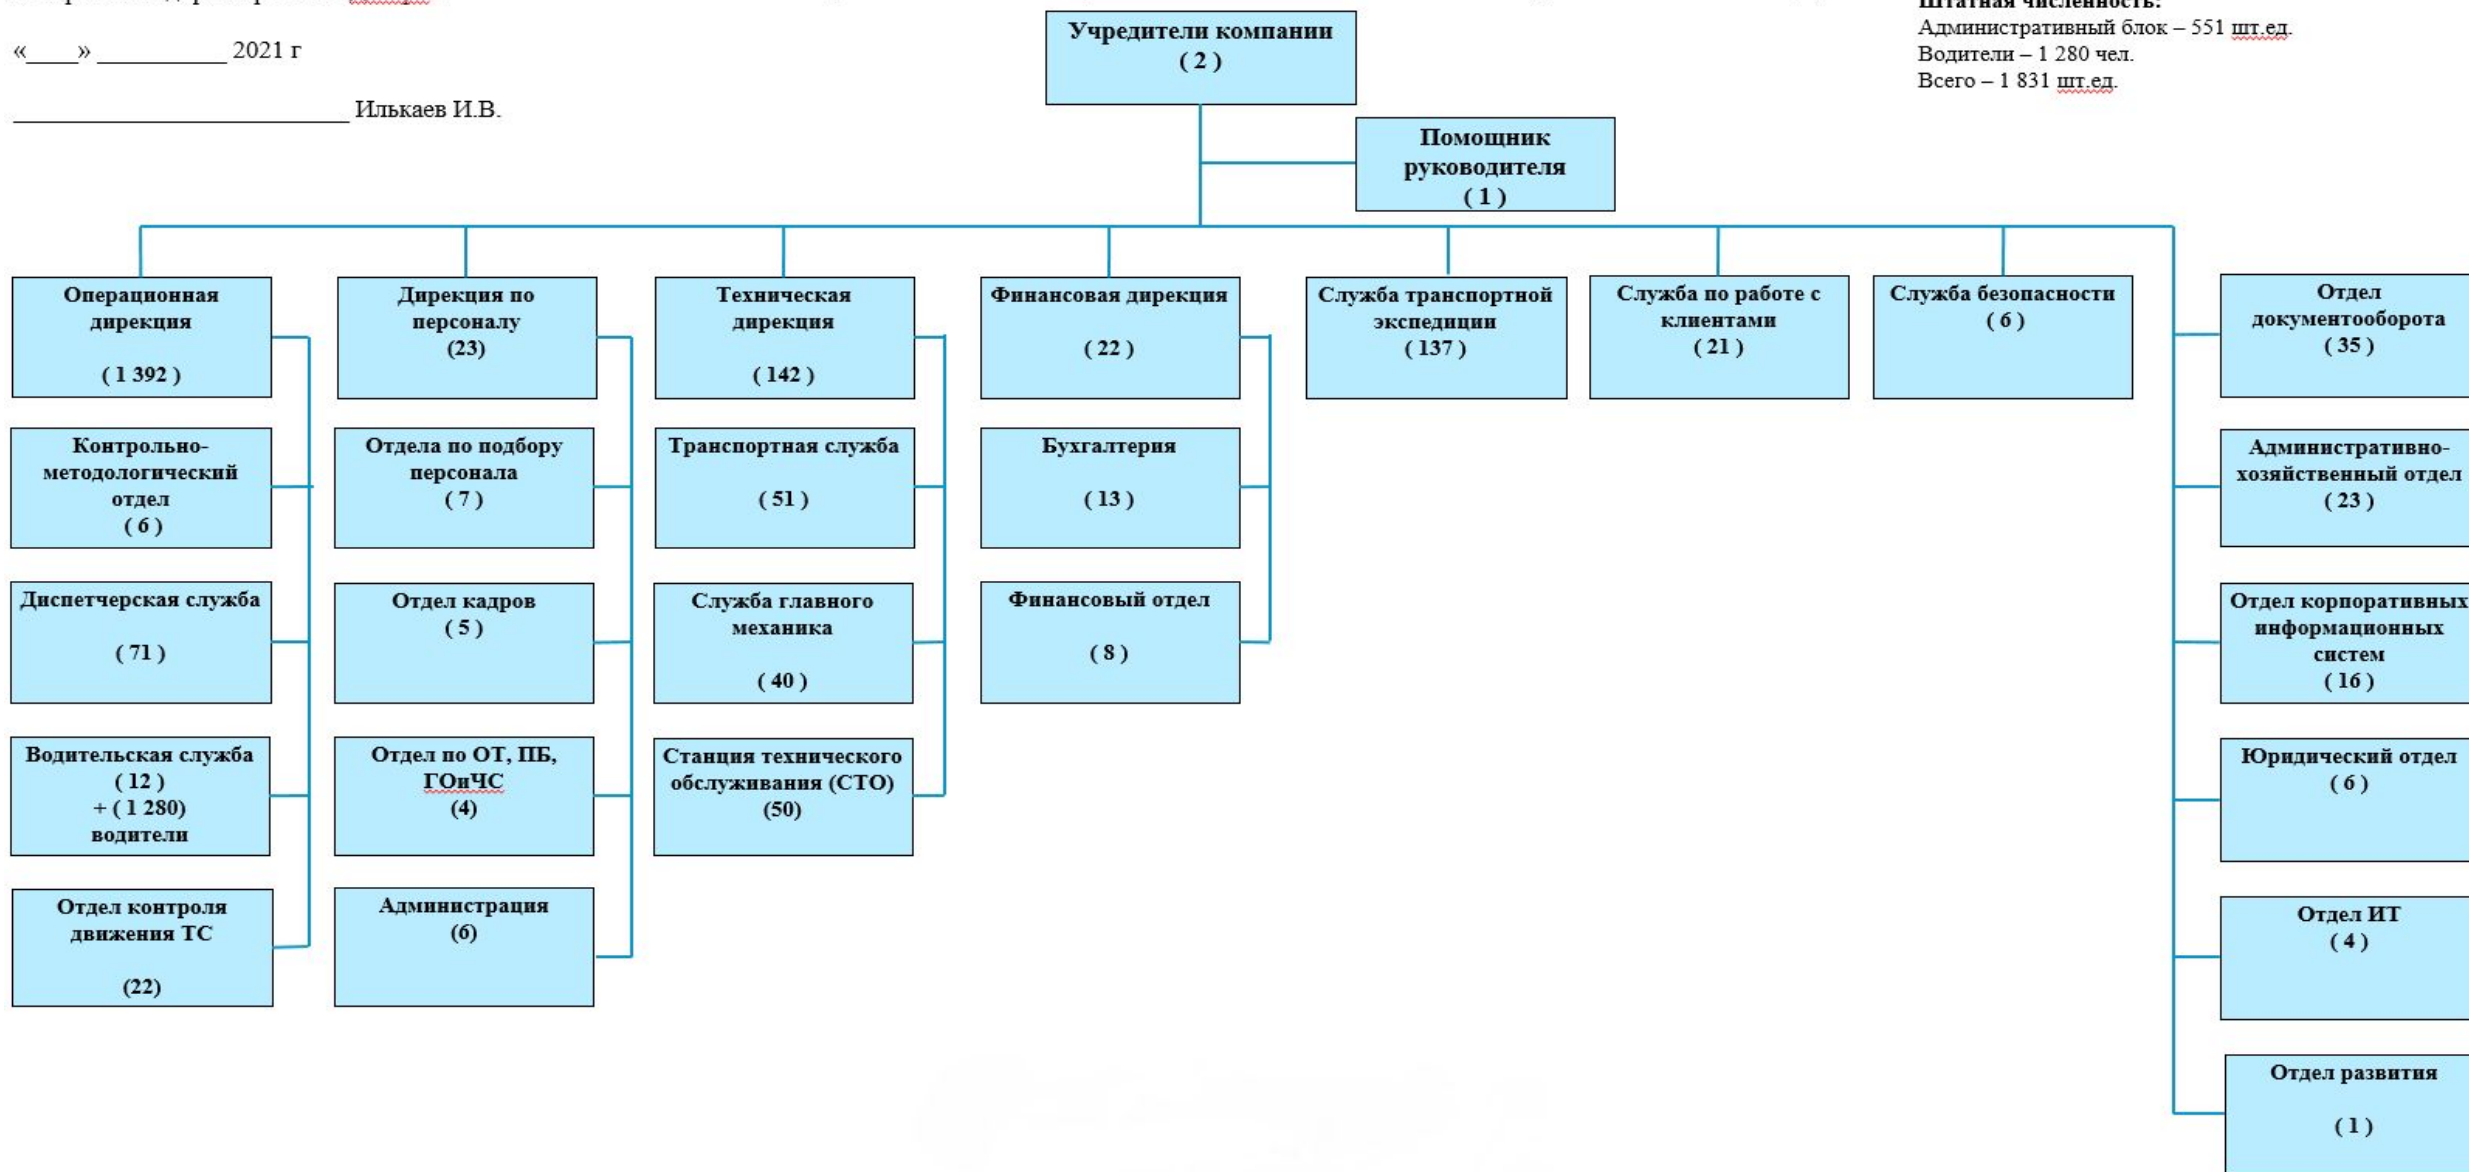 «____» __________ 2021 г
__________________________ Илькаев И.В.
Штатная численность:
Административный блок – 551 шт.ед.
Водители – 1 280 чел.
Всего – 1 831 шт.ед.
Учредители компании
( 2 )
Помощник
руководителя
( 1 )
Операционная
дирекция
( 1 392 )
Контрольно-
методологический
отдел
( 6 )
Диспетчерская служба
( 71 )
Водительская служба
( 12 )
+ ( 1 280)
водители
Отдел контроля
движения ТС
(22)
Дирекция по
персоналу
(23)
Отдела по подбору
персонала
( 7 )
Отдел кадров
( 5 )
Отдел по ОТ, ПБ,
ГОиЧС
(4)
Администрация
(6)
Техническая
дирекция
( 142 )
Транспортная служба
( 51 )
Служба главного
механика
( 40 )
Станция технического
обслуживания (СТО)
(50)
Финансовая дирекция
( 22 )
Бухгалтерия
( 13 )
Финансовый отдел
( 8 )
Служба транспортной
экспедиции
( 137 )
Служба по работе с
клиентами
( 21 )
Служба безопасности
( 6 )
Отдел
документооборота
( 35 )
Административно-
хозяйственный отдел
( 23 )
Отдел корпоративных
информационных
систем
( 16 )
Юридический отдел
( 6 )
Отдел ИТ
( 4 )
Отдел развития
( 1 )